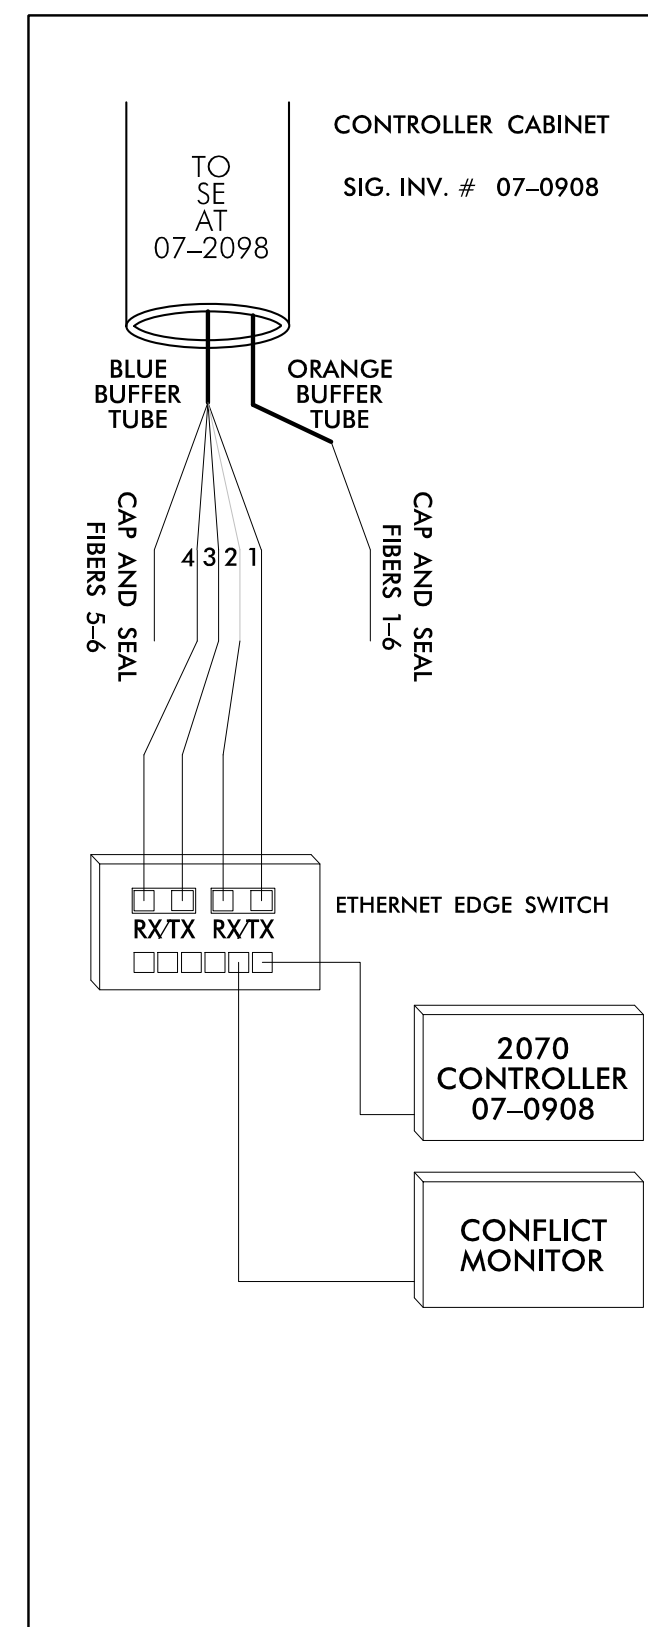 CONTROLLER CABINET
SIG. INV. # 07–0908
TO
SE
AT
07–2098
BLUE
BUFFER
TUBE
ORANGE
BUFFER
TUBE
CAP AND SEAL
FIBERS 5–6
4 3 2 1
CAP AND SEAL
FIBERS 1–6
RX/TX RX/TX
ETHERNET EDGE SWITCH
2070
CONTROLLER
07–0908
CONFLICT
MONITOR